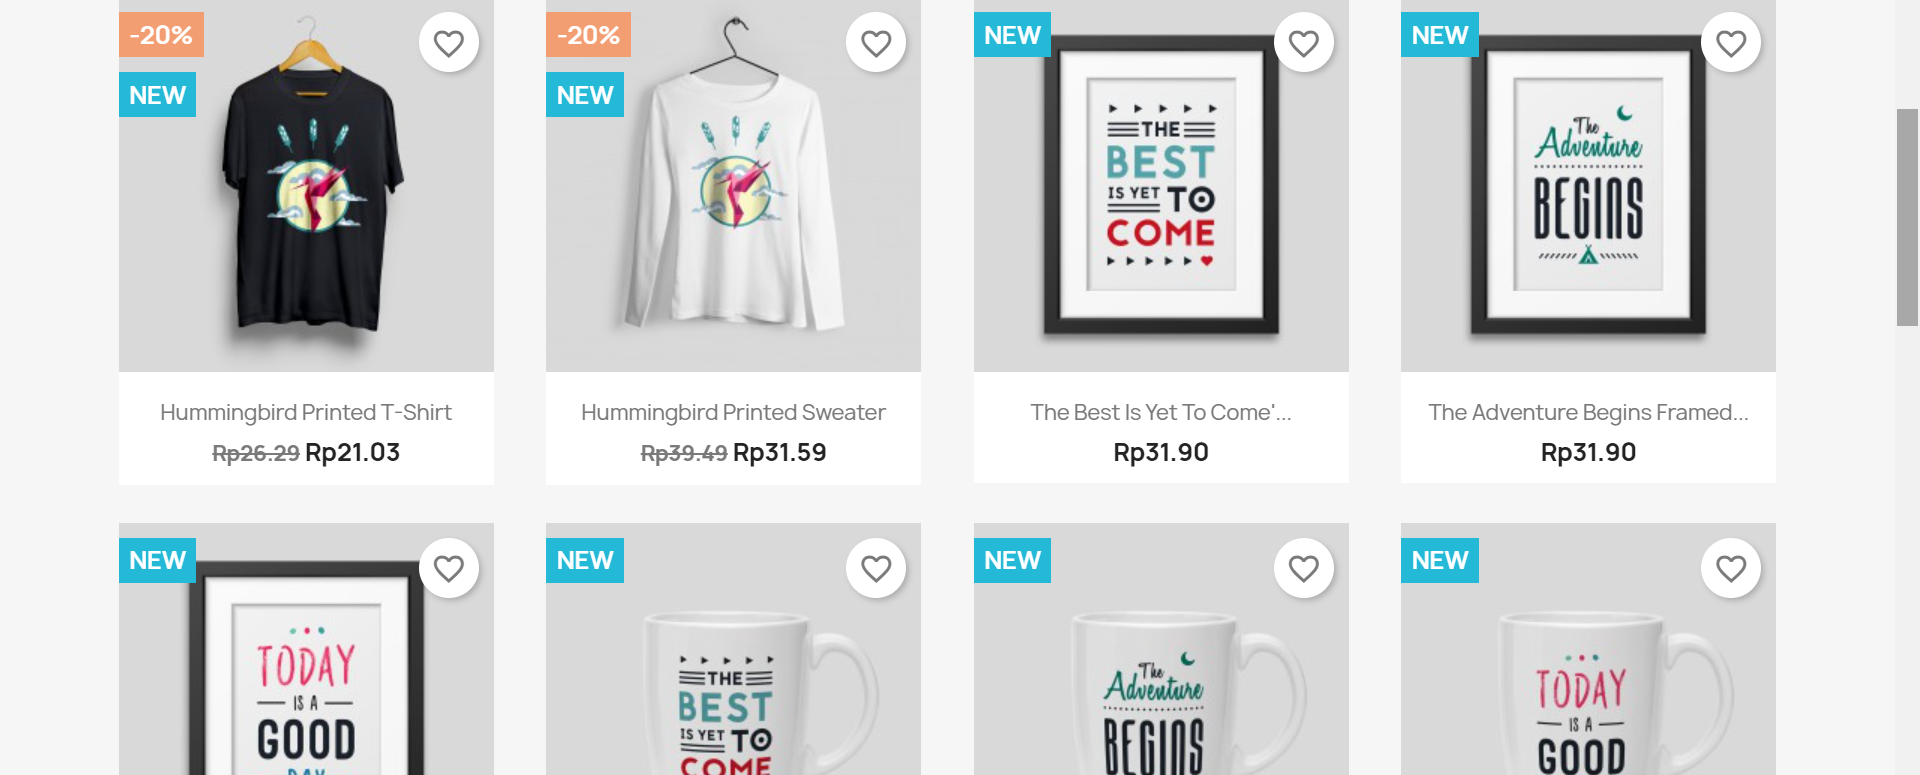 -20%
NEW
-20%
NEW
NEW
THE
BEST
IS YET TO
COME
NEW
The
Adventure
BEGINS
Hummingbird Printed T-Shirt
Rp26.29 Rp21.03
Hummingbird Printed Sweater
Rp39.49 Rp31.59
The Best Is Yet To Come'...
Rp31.90
The Adventure Begins Framed...
Rp31.90
NEW
TODAY
IS A
GOOD
DAY
NEW
THE
BEST
IS YET TO
COME
NEW
The
Adventure
BEGINS
NEW
TODAY
IS A
GOOD